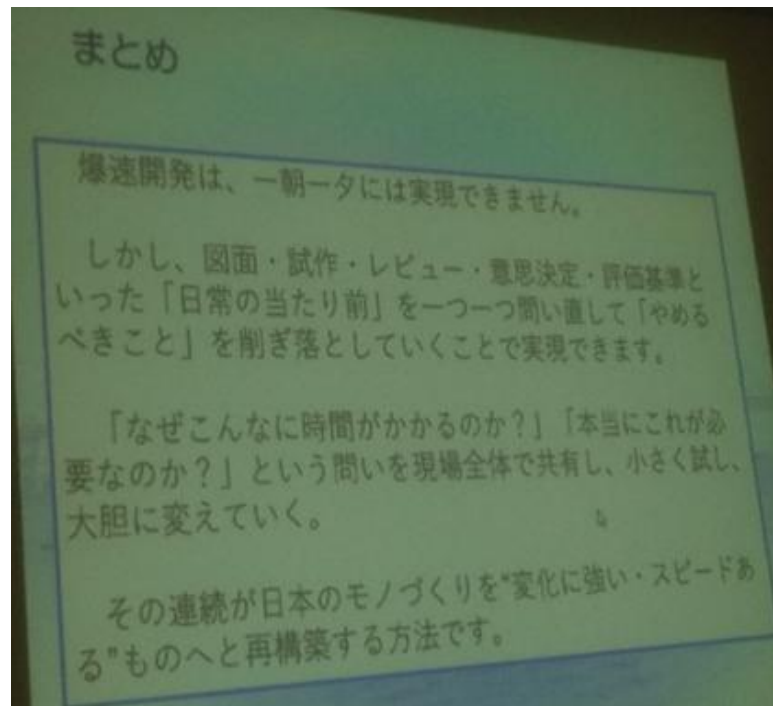 まとめ
爆速開発は、一朝一夕には実現できません。
しかし、図面・試作・レビュー・意思決定・評価基準と
いった「日常の当たり前」を一つ一つ問い直して「やめる
べきこと」を削ぎ落としていくことで実現できます。
「なぜこんなに時間がかかるのか？」「本当にこれが必
要なのか？」という問いを現場全体で共有し、小さく試し、
大胆に変えていく。
その連続が日本のモノづくりを"変化に強い・スピードあ
る"ものへと再構築する方法です。